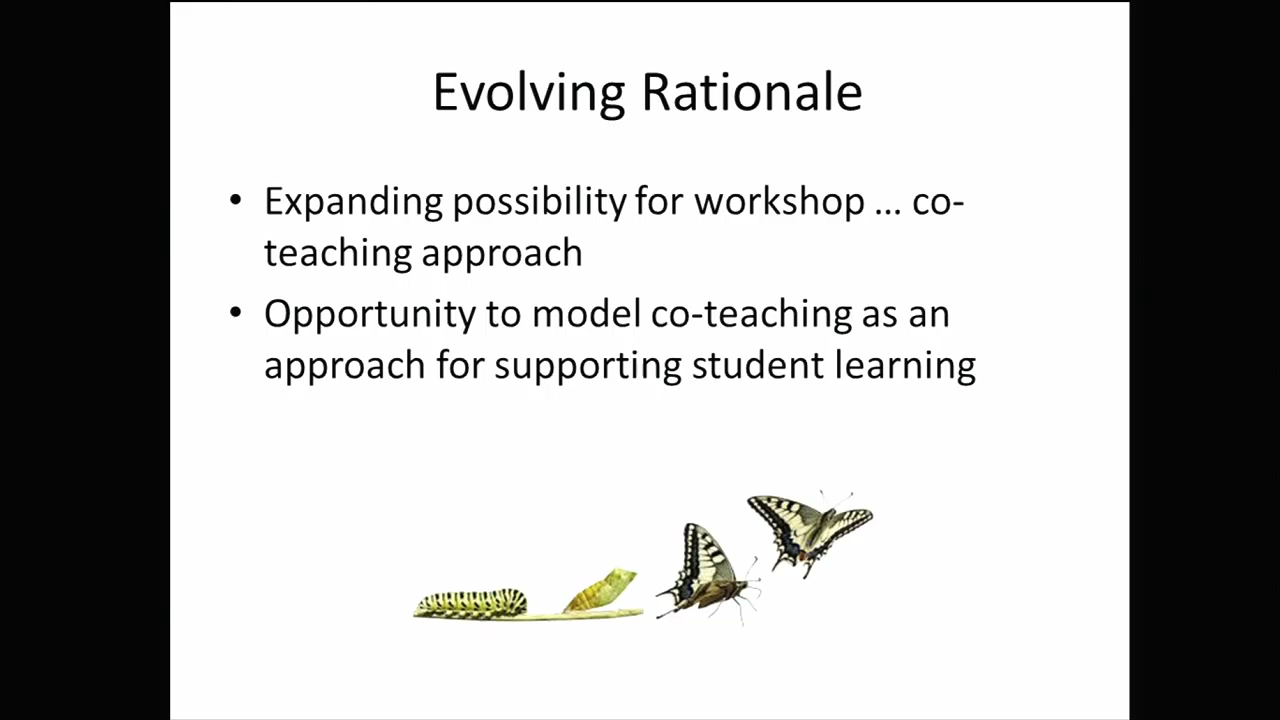 Evolving Rationale
• Expanding possibility for workshop ... co-
teaching approach
• Opportunity to model co-teaching as an
approach for supporting student learning